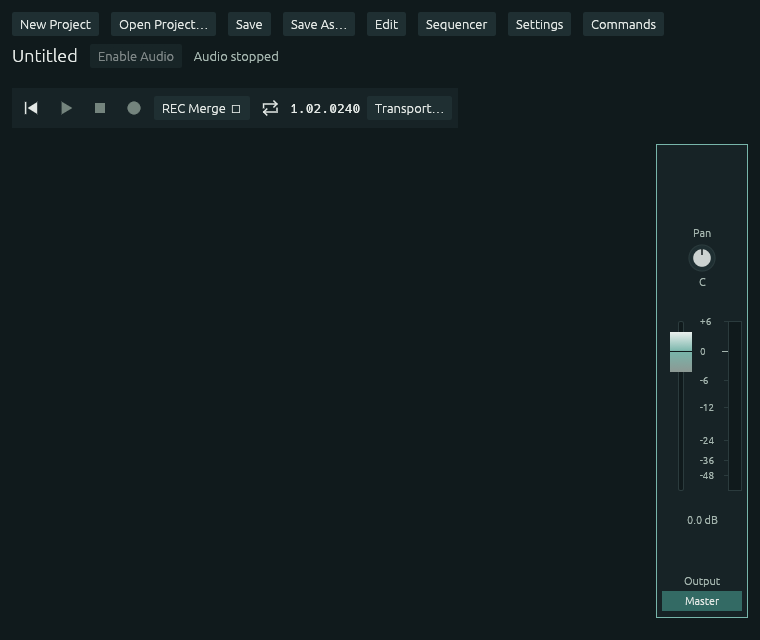 New Project Open Project... Save Save As... Edit Sequencer Settings Commands
Untitled Enable Audio Audio stopped
REC Merge 1.02.0240 Transport...
Pan
C
+6
0
-6
-12
-24
-36
-48
0.0 dB
Output
Master